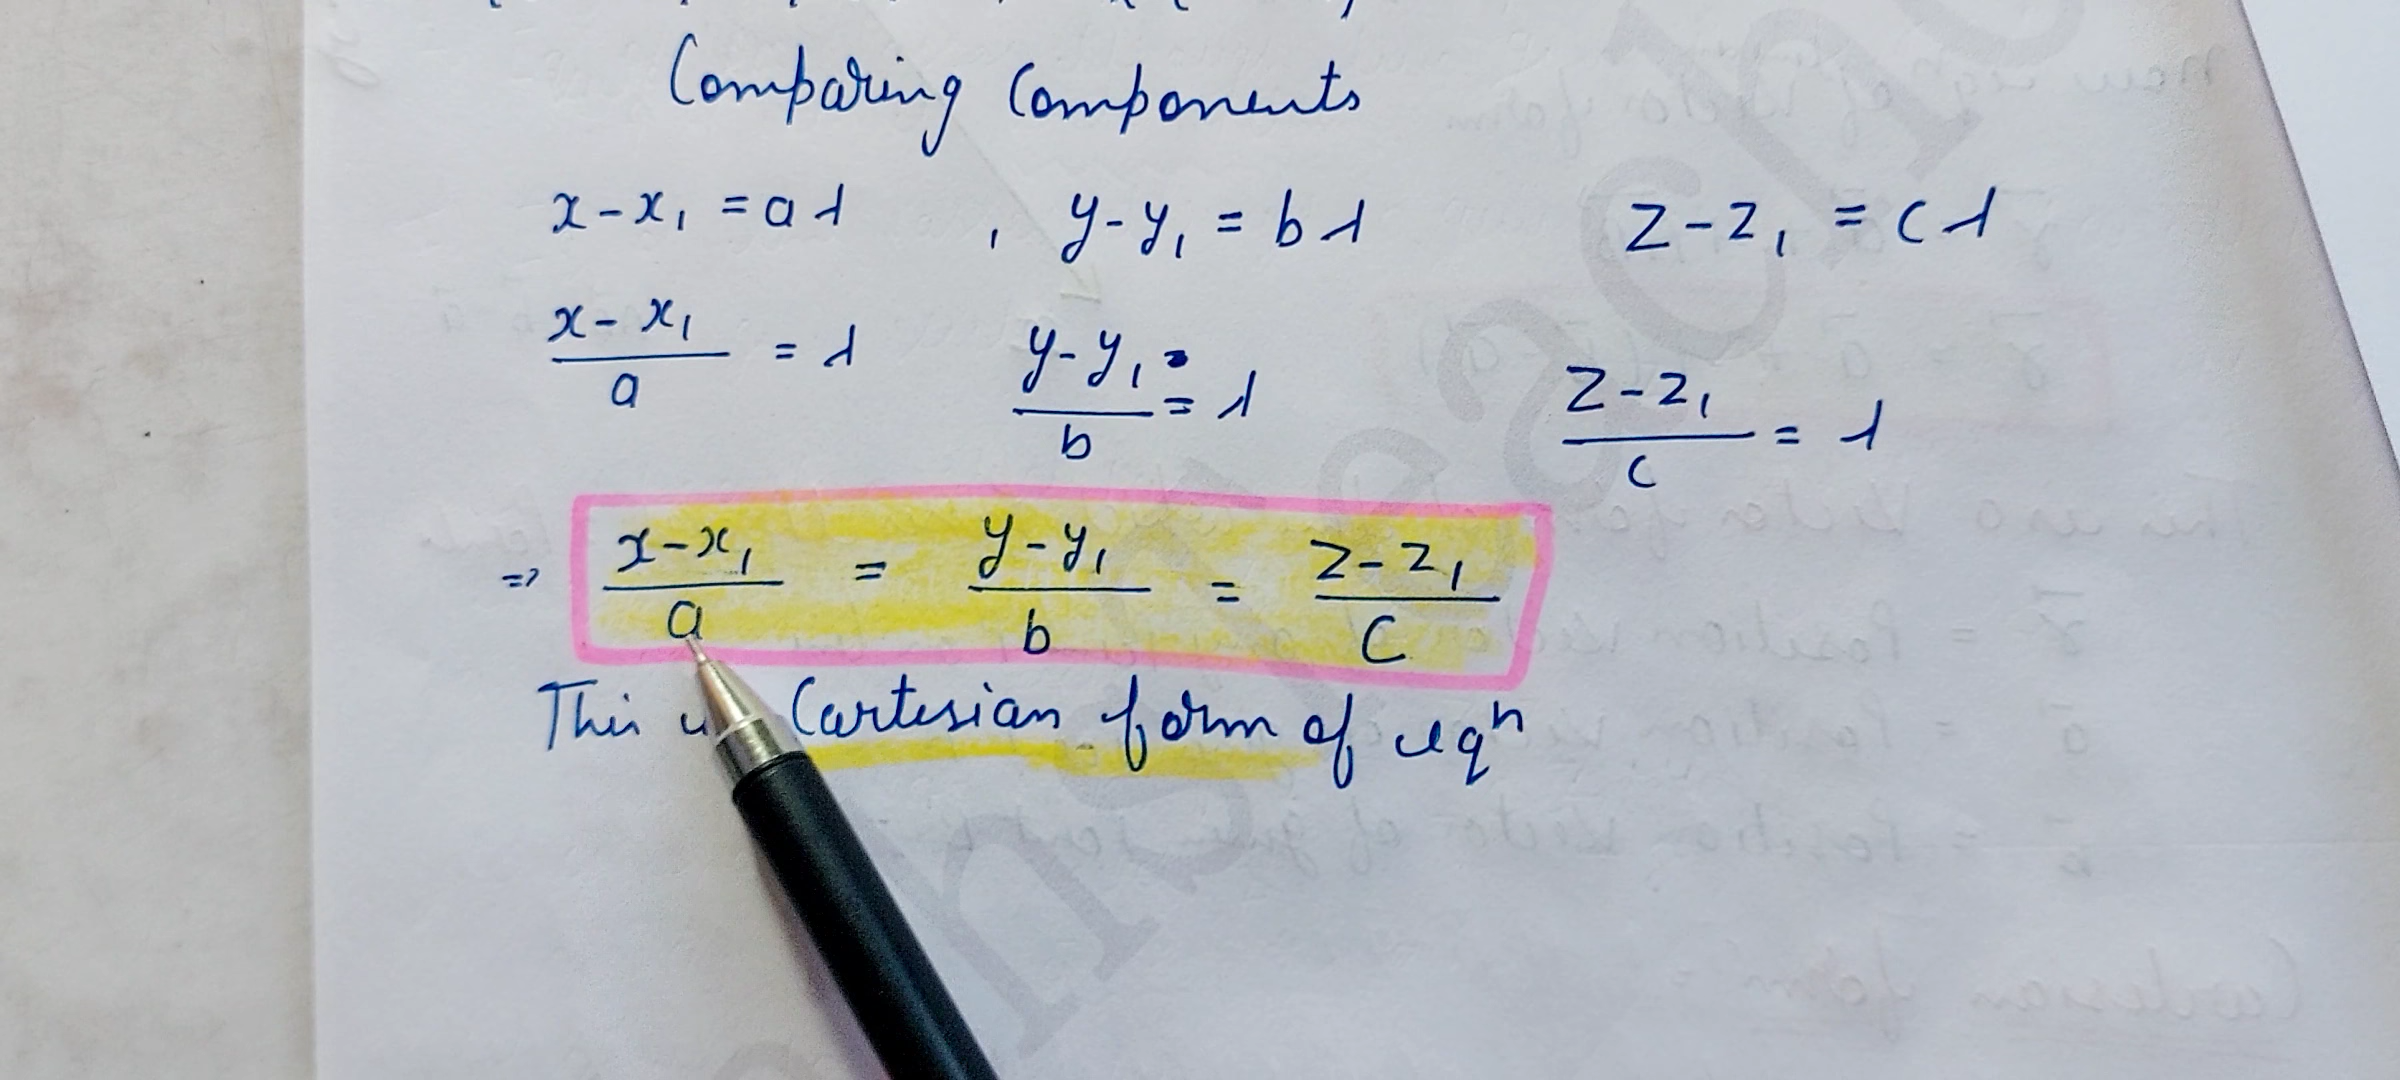 Comparing Components
x - x₁ = aλ , y - y₁ = bλ z - z₁ = cλ
(x - x₁)/a = λ (y - y₁)/b = λ (z - z₁)/c = λ
⇒ (x - x₁)/a = (y - y₁)/b = (z - z₁)/c
This Cartesian form of eqⁿ